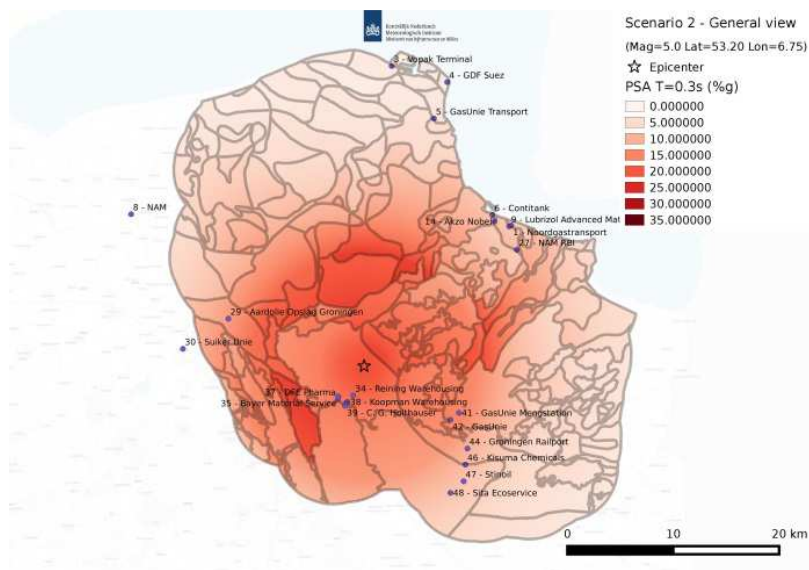 Koninklijk Nederlands
Meteorologisch Instituut
Scenario 2 - General view
(Mag=5.0 Lat=53.20 Lon=6.75)
Epicenter
PSA T=0.3s (%g)
0.000000
5.000000
10.000000
15.000000
20.000000
25.000000
30.000000
35.000000
3 - Vopak Terminal
4 - GDF Suez
5 - GasUnie Transport
8 - NAM
6 - Contitank
14 - Akzo Nobel
9 - Lubrizol Advanced Mat
1 - Noordgastransport
27 - NAM RBI
29 - Aardolie Opslag Groningen
30 - Suiker Unie
34 - Reining Warehousing
37 - DFE Pharma
38 - Koopman Warehousing
35 - Bayer Material Service
39 - C. G. Holthauser
41 - GasUnie Mengstation
42 - GasUnie
44 - Groningen Railport
46 - Kisuma Chemicals
47 - Stinoil
48 - Sita Ecoservice
0 10 20 km